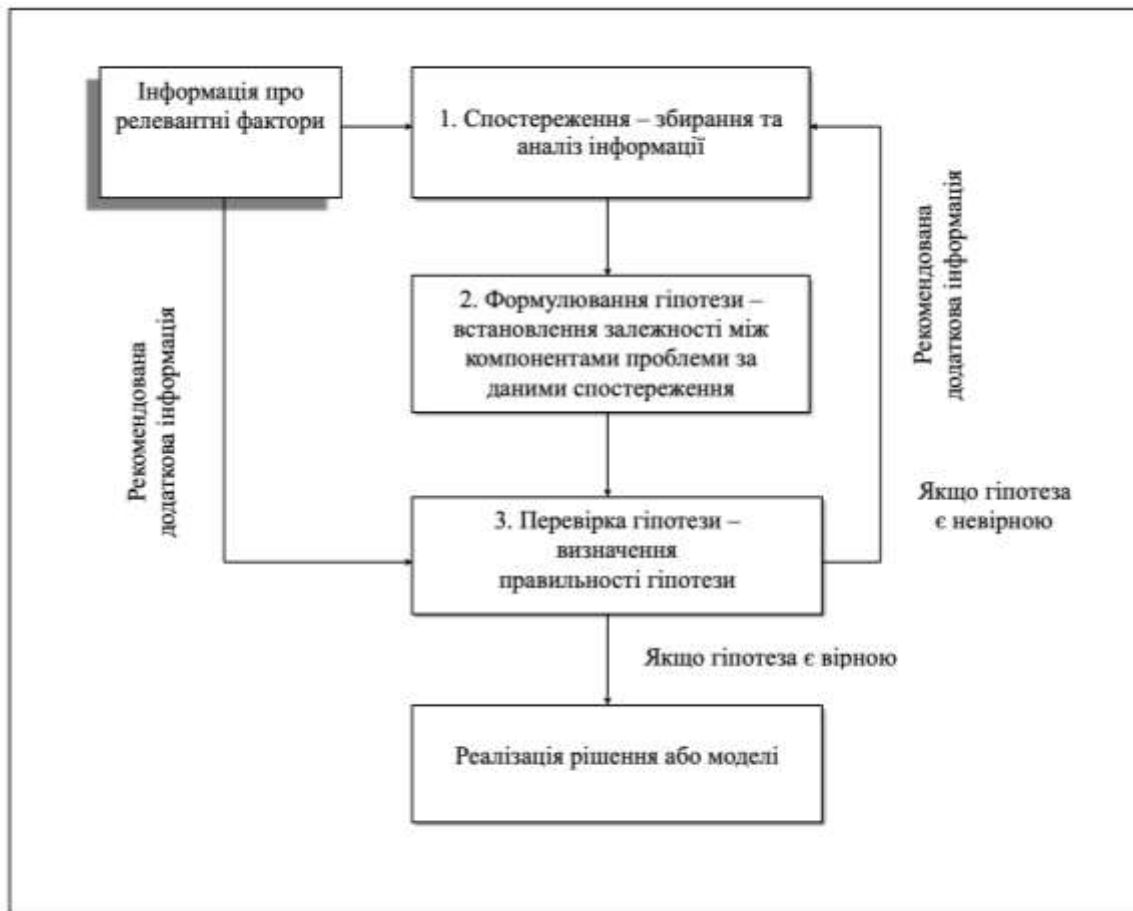 Інформація про
релевантні фактори
1. Спостереження – збирання та
аналіз інформації
2. Формулювання гіпотези –
встановлення залежності між
компонентами проблеми за
даними спостереження
Рекомендована
додаткова інформація
Рекомендована
додаткова інформація
3. Перевірка гіпотези –
визначення
правильності гіпотези
Якщо гіпотеза
є невірною
Якщо гіпотеза є вірною
Реалізація рішення або моделі